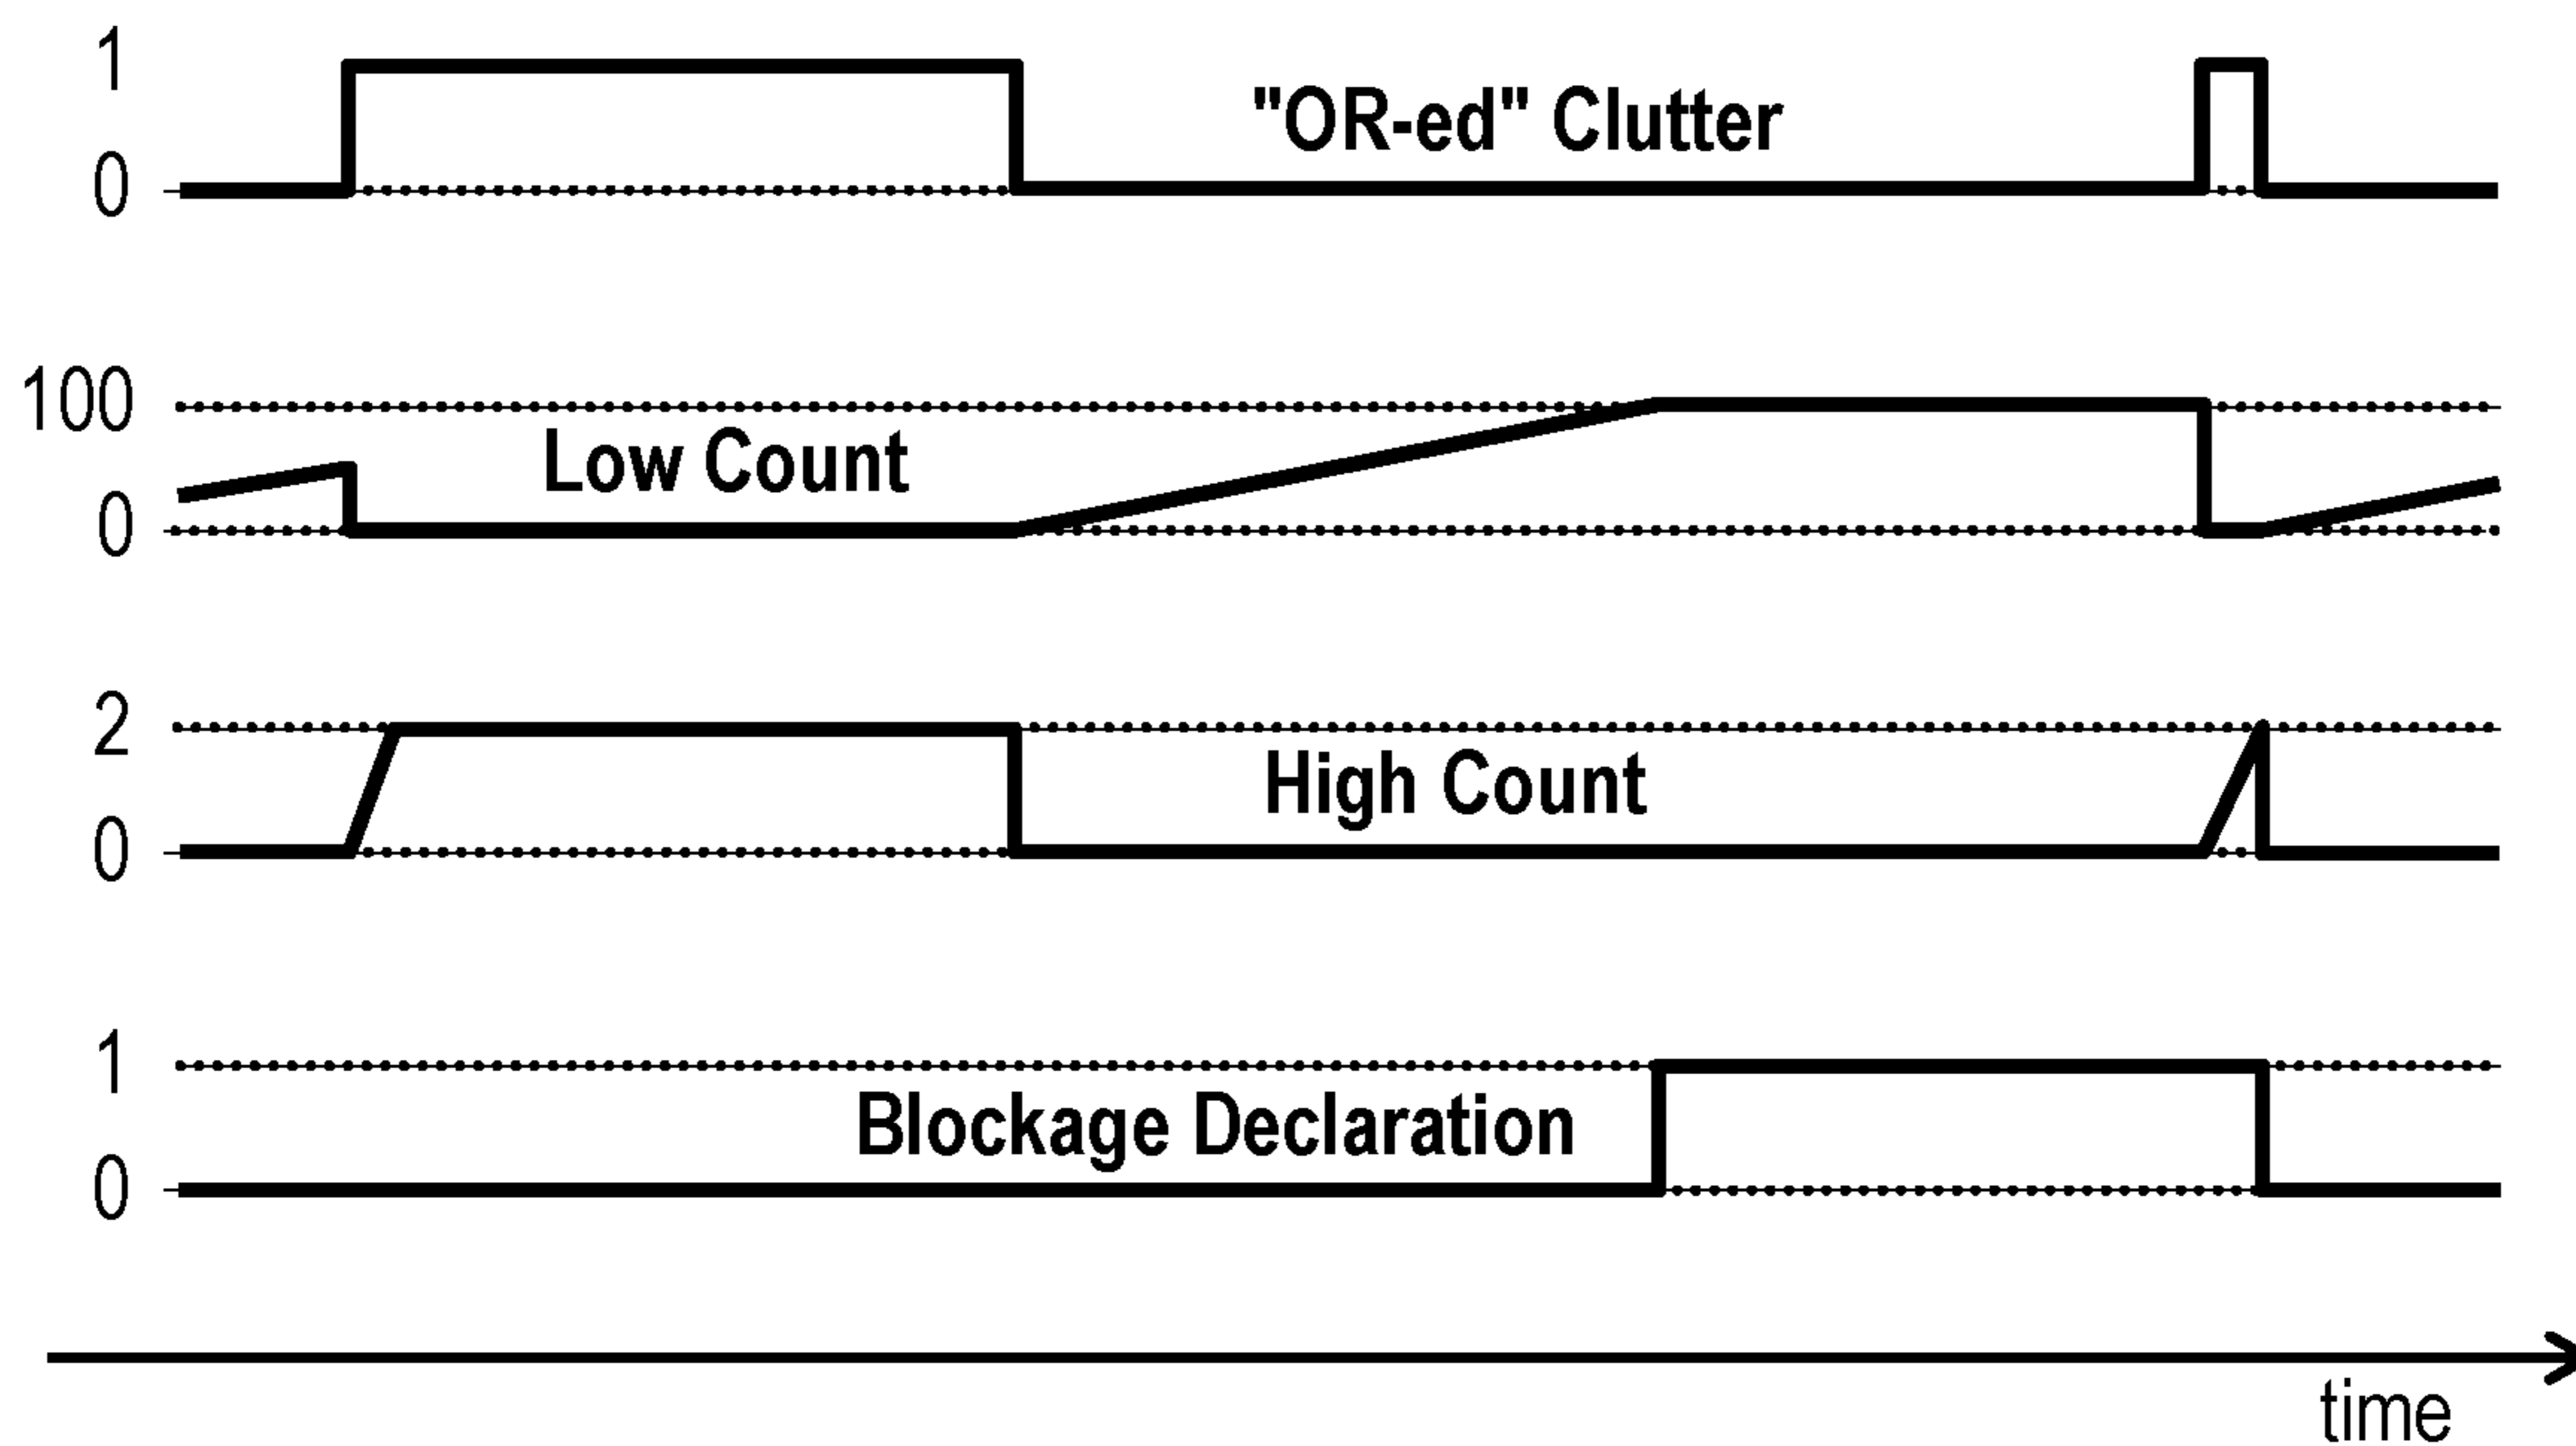 1
"OR-ed" Clutter
0
100
Low Count
0
2
High Count
0
1
Blockage Declaration
0
time